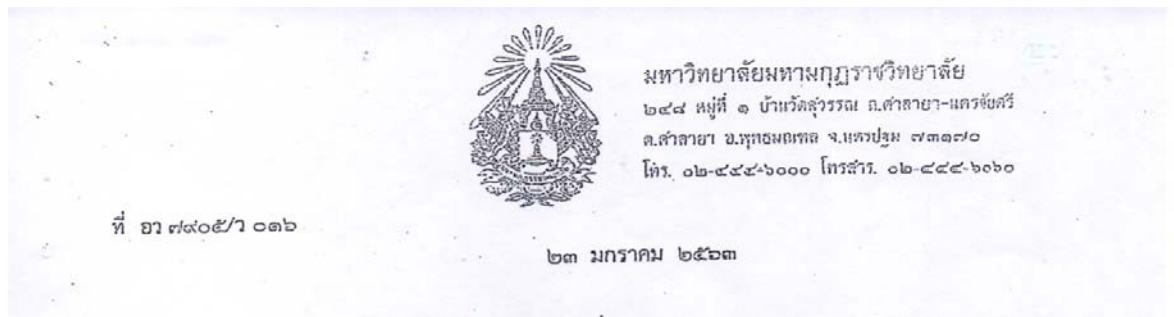 มหาวิทยาลัยมหามกุฏราชวิทยาลัย
๒๔๘ หมู่ที่ ๑ บ้านวัดสุวรรณ ถ.ศาลายา-นครชัยศรี
ต.ศาลายา อ.พุทธมณฑล จ.นครปฐม ๗๓๑๗๐
โทร. ๐๒-๔๔๔-๖๐๐๐ โทรสาร. ๐๒-๔๔๔-๖๐๖๐
ที่ อว ๗๙๐๕/ว ๐๑๖
๒๓ มกราคม ๒๕๖๓